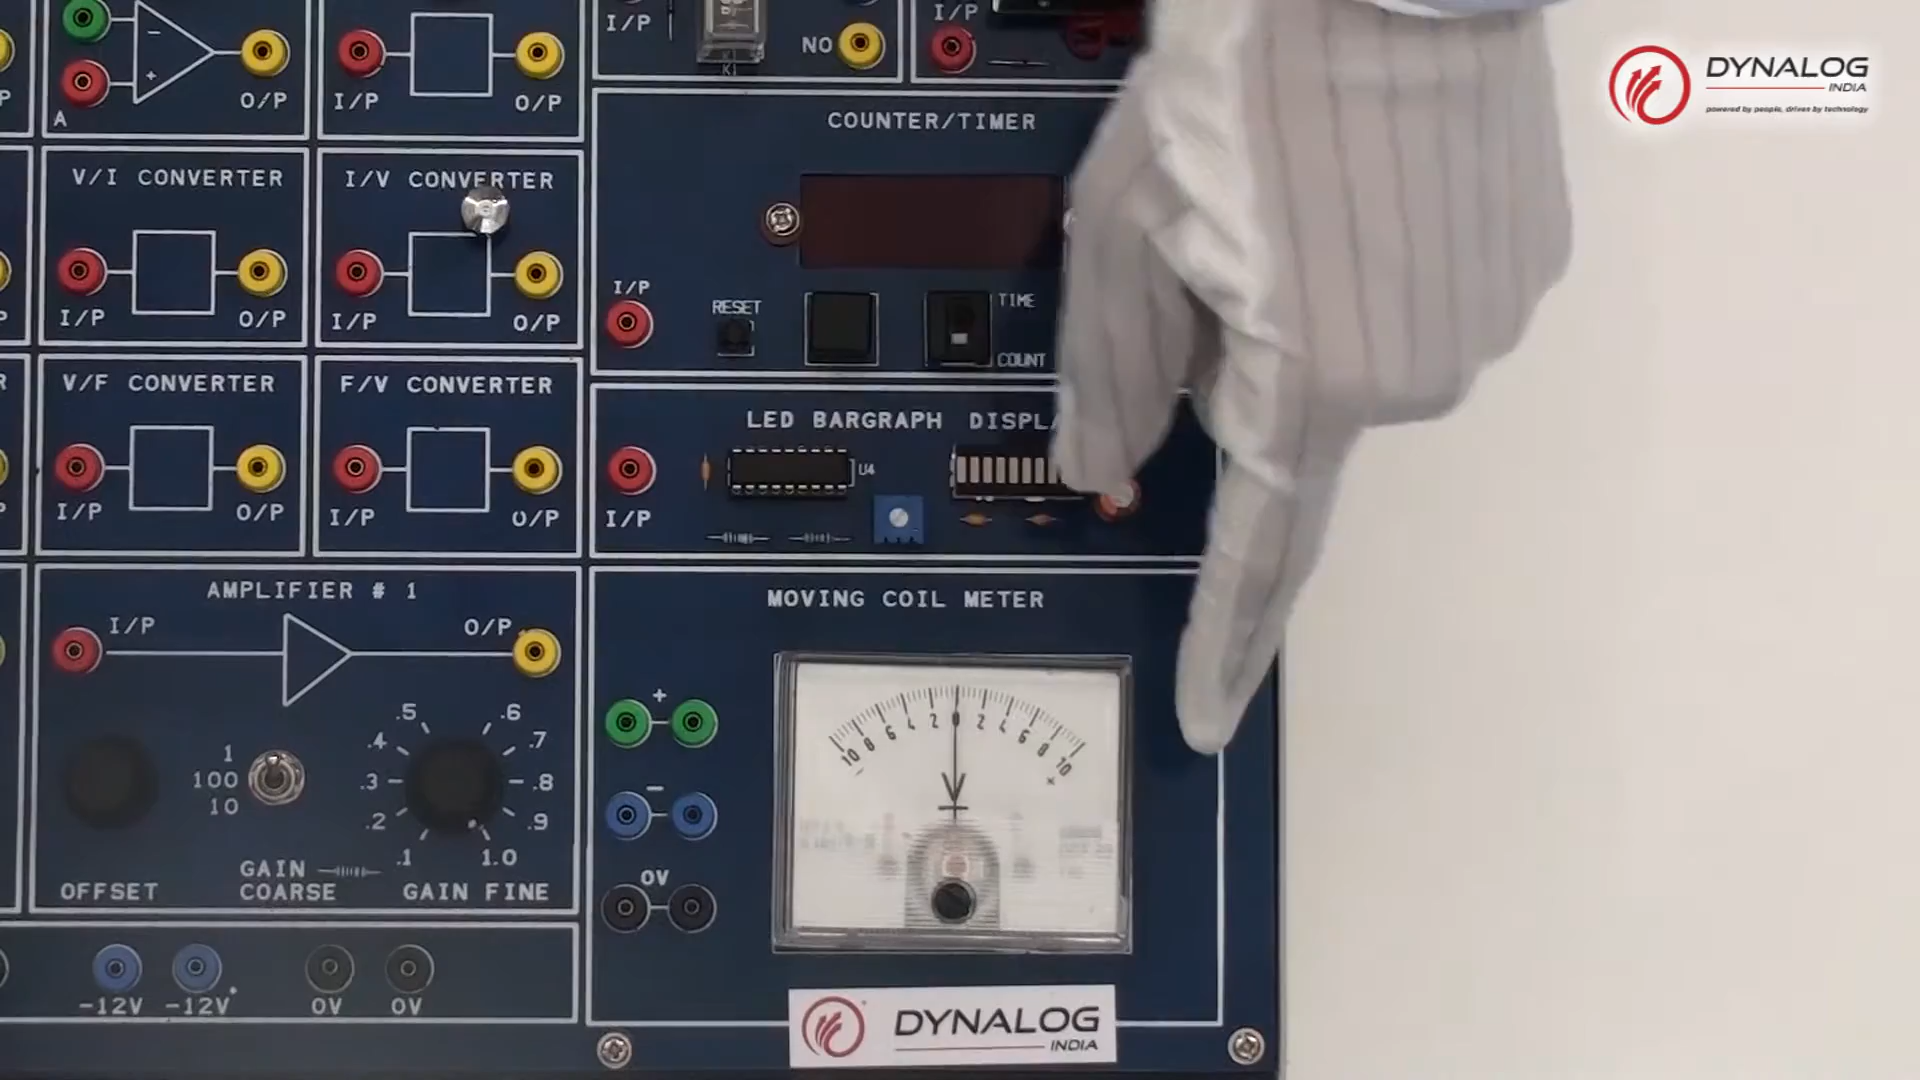 I/P
NO
I/P
K1
DYNALOG
INDIA
powered by people, driven by technology
-
+
A
O/P
I/P
O/P
COUNTER/TIMER
V/I CONVERTER
I/V CONVERTER
I/P
O/P
I/P
O/P
I/P
RESET
TIME
COUNT
V/F CONVERTER
F/V CONVERTER
I/P
O/P
I/P
O/P
LED BARGRAPH DISPL
U4
I/P
AMPLIFIER # 1
I/P
O/P
1
100
10
.5 .6
.4 .7
.3 .8
.2 .9
.1 1.0
OFFSET
GAIN
COARSE
GAIN FINE
MOVING COIL METER
+
-
0V
10 8 6 4 2 0 2 4 6 8 10
- +
V
-12V -12V 0V 0V
DYNALOG
INDIA